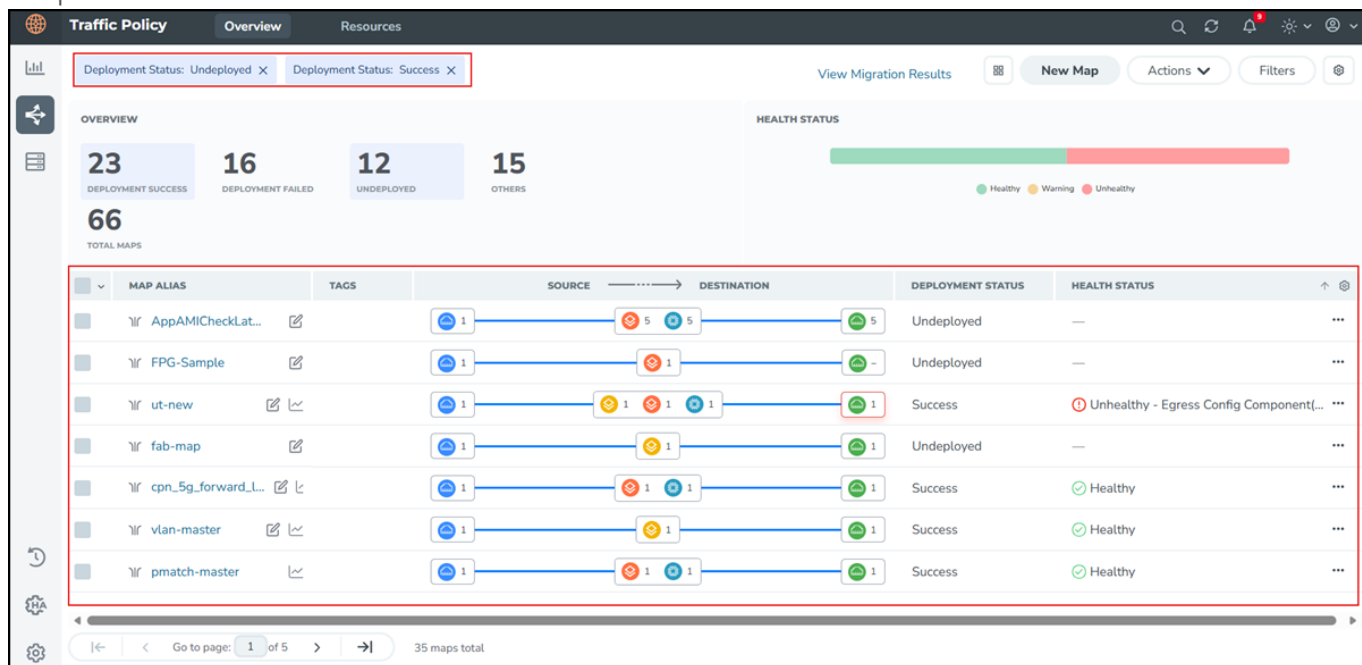 Traffic Policy Overview Resources 9
Deployment Status: Undeployed X Deployment Status: Success X View Migration Results New Map Actions Filters
OVERVIEW HEALTH STATUS
23 16 12 15
DEPLOYMENT SUCCESS DEPLOYMENT FAILED UNDEPLOYED OTHERS
Healthy Warning Unhealthy
66
TOTAL MAPS
MAP ALIAS TAGS SOURCE DESTINATION DEPLOYMENT STATUS HEALTH STATUS
AppAMICheckLat... 1 5 5 5 Undeployed — ...
FPG-Sample 1 1 – Undeployed — ...
ut-new 1 1 1 1 1 Success Unhealthy - Egress Config Component(... ...
fab-map 1 1 1 Undeployed — ...
cpn_5g_forward_l... 1 1 1 1 Success Healthy ...
vlan-master 1 1 1 Success Healthy ...
pmatch-master 1 1 1 1 Success Healthy ...
HA
Go to page: 1 of 5 35 maps total